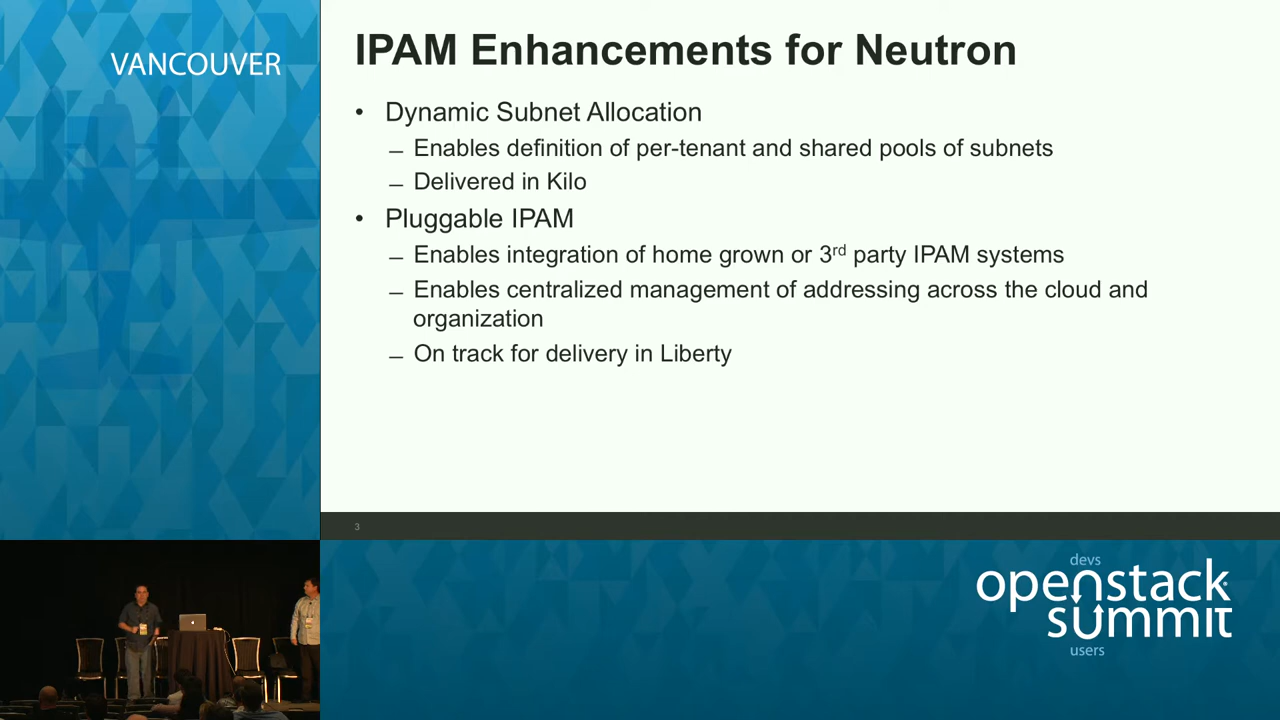 VANCOUVER
IPAM Enhancements for Neutron
• Dynamic Subnet Allocation
– Enables definition of per-tenant and shared pools of subnets
– Delivered in Kilo
• Pluggable IPAM
– Enables integration of home grown or 3rd party IPAM systems
– Enables centralized management of addressing across the cloud and
organization
– On track for delivery in Liberty
3
devs
openstack
summit
users